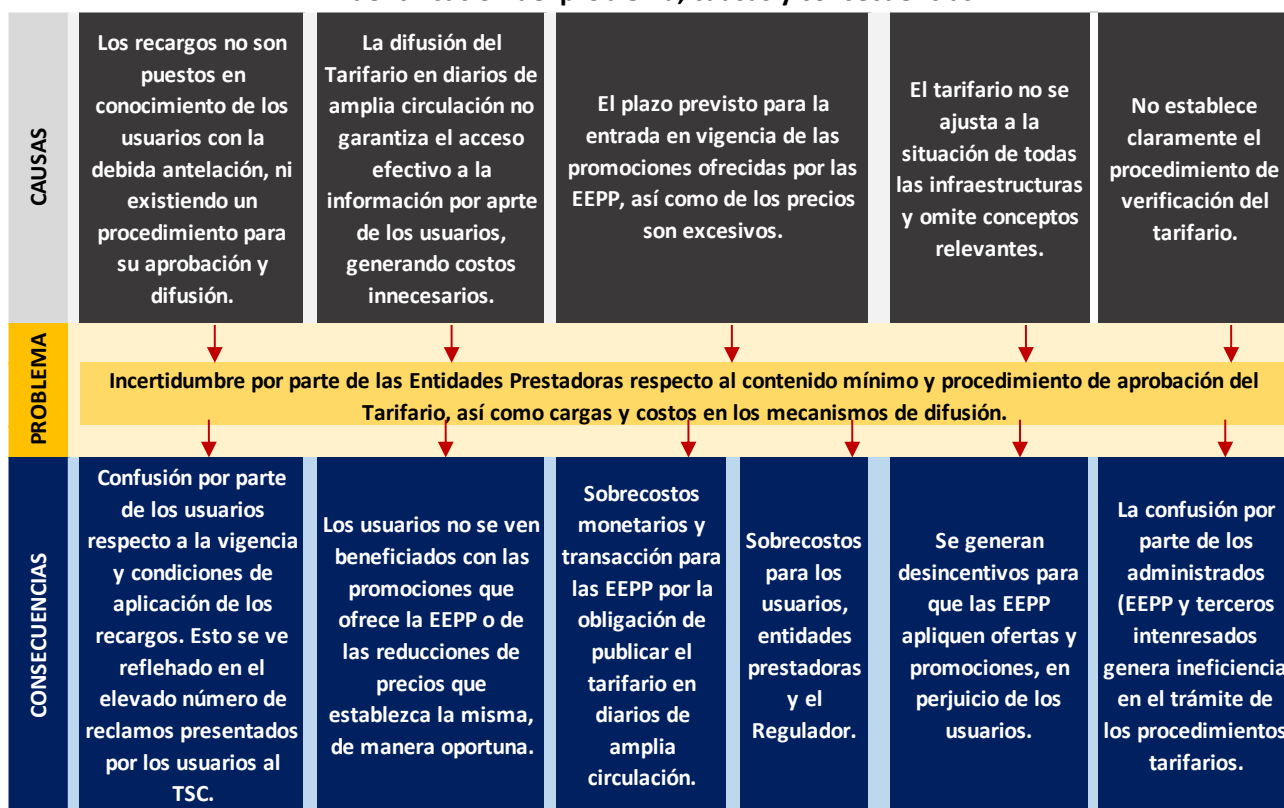 Identificación del problema, causas y consecuencias
CAUSAS
Los recargos no son
puestos en
conocimiento de los
usuarios con la
debida antelación, ni
existiendo un
procedimiento para
su aprobación y
difusión.
La difusión del
Tarifario en diarios de
amplia circulación no
garantiza el acceso
efectivo a la
información por aprte
de los usuarios,
generando costos
innecesarios.
El plazo previsto para la
entrada en vigencia de las
promociones ofrecidas por las
EEPP, así como de los precios
son excesivos.
El tarifario no se
ajusta a la
situación de todas
las infraestructuras
y omite conceptos
relevantes.
No establece
claramente el
procedimiento de
verificación del
tarifario.
PROBLEMA
Incertidumbre por parte de las Entidades Prestadoras respecto al contenido mínimo y procedimiento de aprobación del
Tarifario, así como cargas y costos en los mecanismos de difusión.
CONSECUENCIAS
Confusión por parte
de los usuarios
respecto a la vigencia
y condiciones de
aplicación de los
recargos. Esto se ve
reflehado en el
elevado número de
reclamos presentados
por los usuarios al
TSC.
Los usuarios no se ven
beneficiados con las
promociones que
ofrece la EEPP o de
las reducciones de
precios que
establezca la misma,
de manera oportuna.
Sobrecostos
monetarios y
transacción para
las EEPP por la
obligación de
publicar el
tarifario en
diarios de
amplia
circulación.
Sobrecostos
para los
usuarios,
entidades
prestadoras
y el
Regulador.
Se generan
desincentivos para
que las EEPP
apliquen ofertas y
promociones, en
perjuicio de los
usuarios.
La confusión por
parte de los
administrados
(EEPP y terceros
intenresados
genera ineficiencia
en el trámite de
los procedimientos
tarifarios.